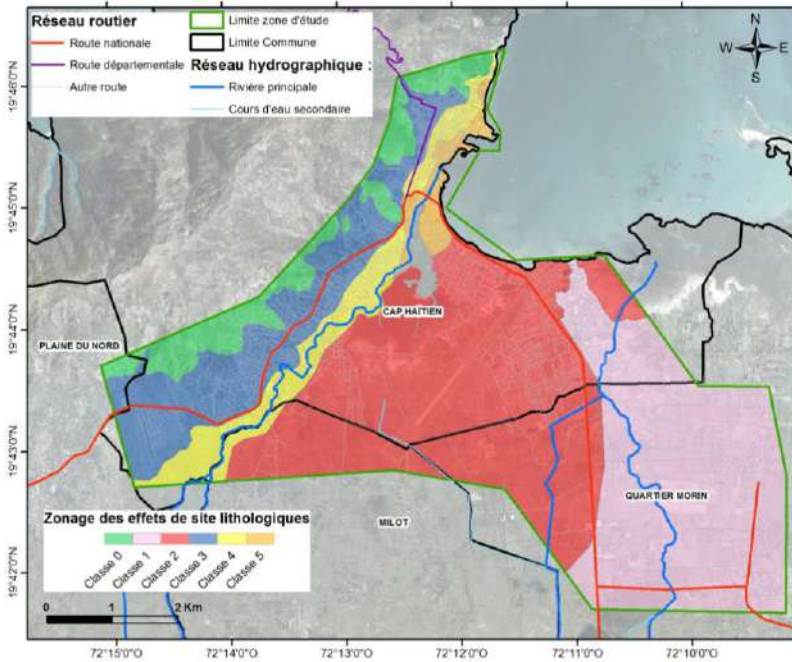 Réseau routier
Route nationale
Route départementale
Autre route
Limite zone d'étude
Limite Commune
Réseau hydrographique :
Rivière principale
Cours d'eau secondaire
N
W
E
S
19°46'0"N
19°45'0"N
19°44'0"N
19°43'0"N
19°42'0"N
PLAINE DU NORD
CAP HAITIEN
MILOT
QUARTIER MORIN
Zonage des effets de site lithologiques
Classe 0
Classe 1
Classe 2
Classe 3
Classe 4
Classe 5
0 1 2 Km
72°15'0"O 72°14'0"O 72°13'0"O 72°12'0"O 72°11'0"O 72°10'0"O